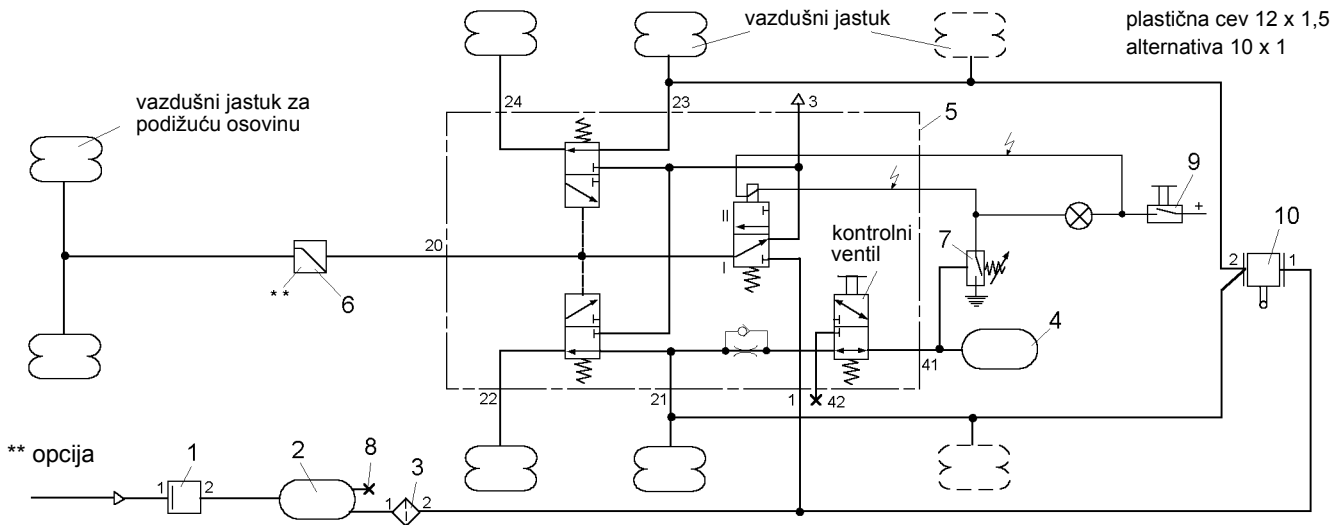 vazdušni jastuk
plastična cev 12 x 1,5
alternativa 10 x 1
vazdušni jastuk za
podižuću osovinu
24
23
3
5
9
+
II
10
kontrolni
ventil
7
2
1
20
I
**
6
4
41
22
21
1
42
** opcija
1
2
8
3
1
2
1
2